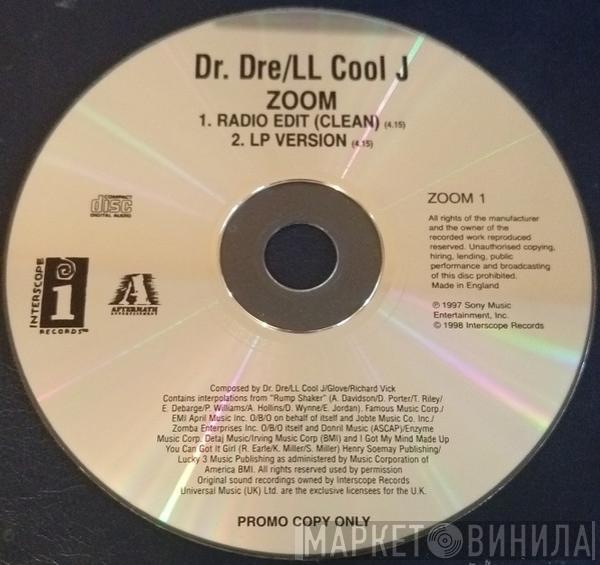 Dr. Dre/LL Cool J
ZOOM
1. RADIO EDIT (CLEAN) (4.15)
2. LP VERSION (4.15)
COMPACT
disc
DIGITAL AUDIO
ZOOM 1
All rights of the manufacturer
and the owner of the
recorded work reproduced
reserved. Unauthorised copying,
hiring, lending, public
performance and broadcasting
of this disc prohibited.
Made in England
℗ 1997 Sony Music
Entertainment, Inc.
© 1998 Interscope Records
INTERSCOPE
RECORDS
A
AFTERMATH
ENTERTAINMENT
Composed by Dr. Dre/LL Cool J/Glove/Richard Vick
Contains interpolations from "Rump Shaker" (A. Davidson/D. Porter/T. Riley/
E. Debarge/P. Williams/A. Hollins/D. Wynne/E. Jordan). Famous Music Corp./
EMI April Music Inc. O/B/O on behalf of itself and Jobte Music Co. Inc./
Zomba Enterprises Inc. O/B/O itself and Donril Music (ASCAP)/Enzyme
Music Corp. Detaj Music/Irving Music Corp (BMI) and I Got My Mind Made Up
You Can Got It Girl (R. Earle/K. Miller/S. Miller) Henry Soemay Publishing/
Lucky 3 Music Publishing as administered by Music Corporation of
America BMI. All rights reserved used by permission
Original sound recordings owned by Interscope Records
Universal Music (UK) Ltd. are the exclusive licensees for the U.K.
PROMO COPY ONLY
МАРКЕТ ВИНИЛА